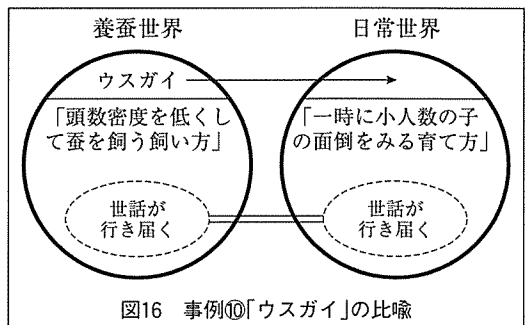 養蚕世界
日常世界
ウスガイ
「頭数密度を低くし
て蚕を飼う飼い方」
「一時に小人数の子
の面倒をみる育て方」
世話が
行き届く
世話が
行き届く
図16 事例⑩「ウスガイ」の比喩